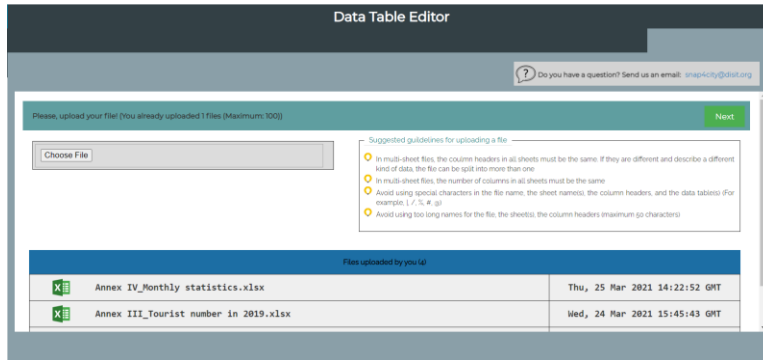 Data Table Editor
Do you have a question? Send us an email: snap4city@disit.org
Please, upload your file! (You already uploaded 1 files (Maximum: 100))
Next
Choose File
Suggested guildelines for uploading a file
In multi-sheet files, the coulmn headers in all sheets must be the same. If they are different and describe a different
kind of data, the file can be split into more than one
In multi-sheet files, the number of columns in all sheets must be the same
Avoid using special characters in the file name, the sheet name(s), the column headers, and the data table(s) (For
example, |, /, %, #, @)
Avoid using too long names for the file, the sheet(s), the column headers (maximum 50 characters)
Files uploaded by you (4)
Annex IV_Monthly statistics.xlsx Thu, 25 Mar 2021 14:22:52 GMT
Annex III_Tourist number in 2019.xlsx Wed, 24 Mar 2021 15:45:43 GMT